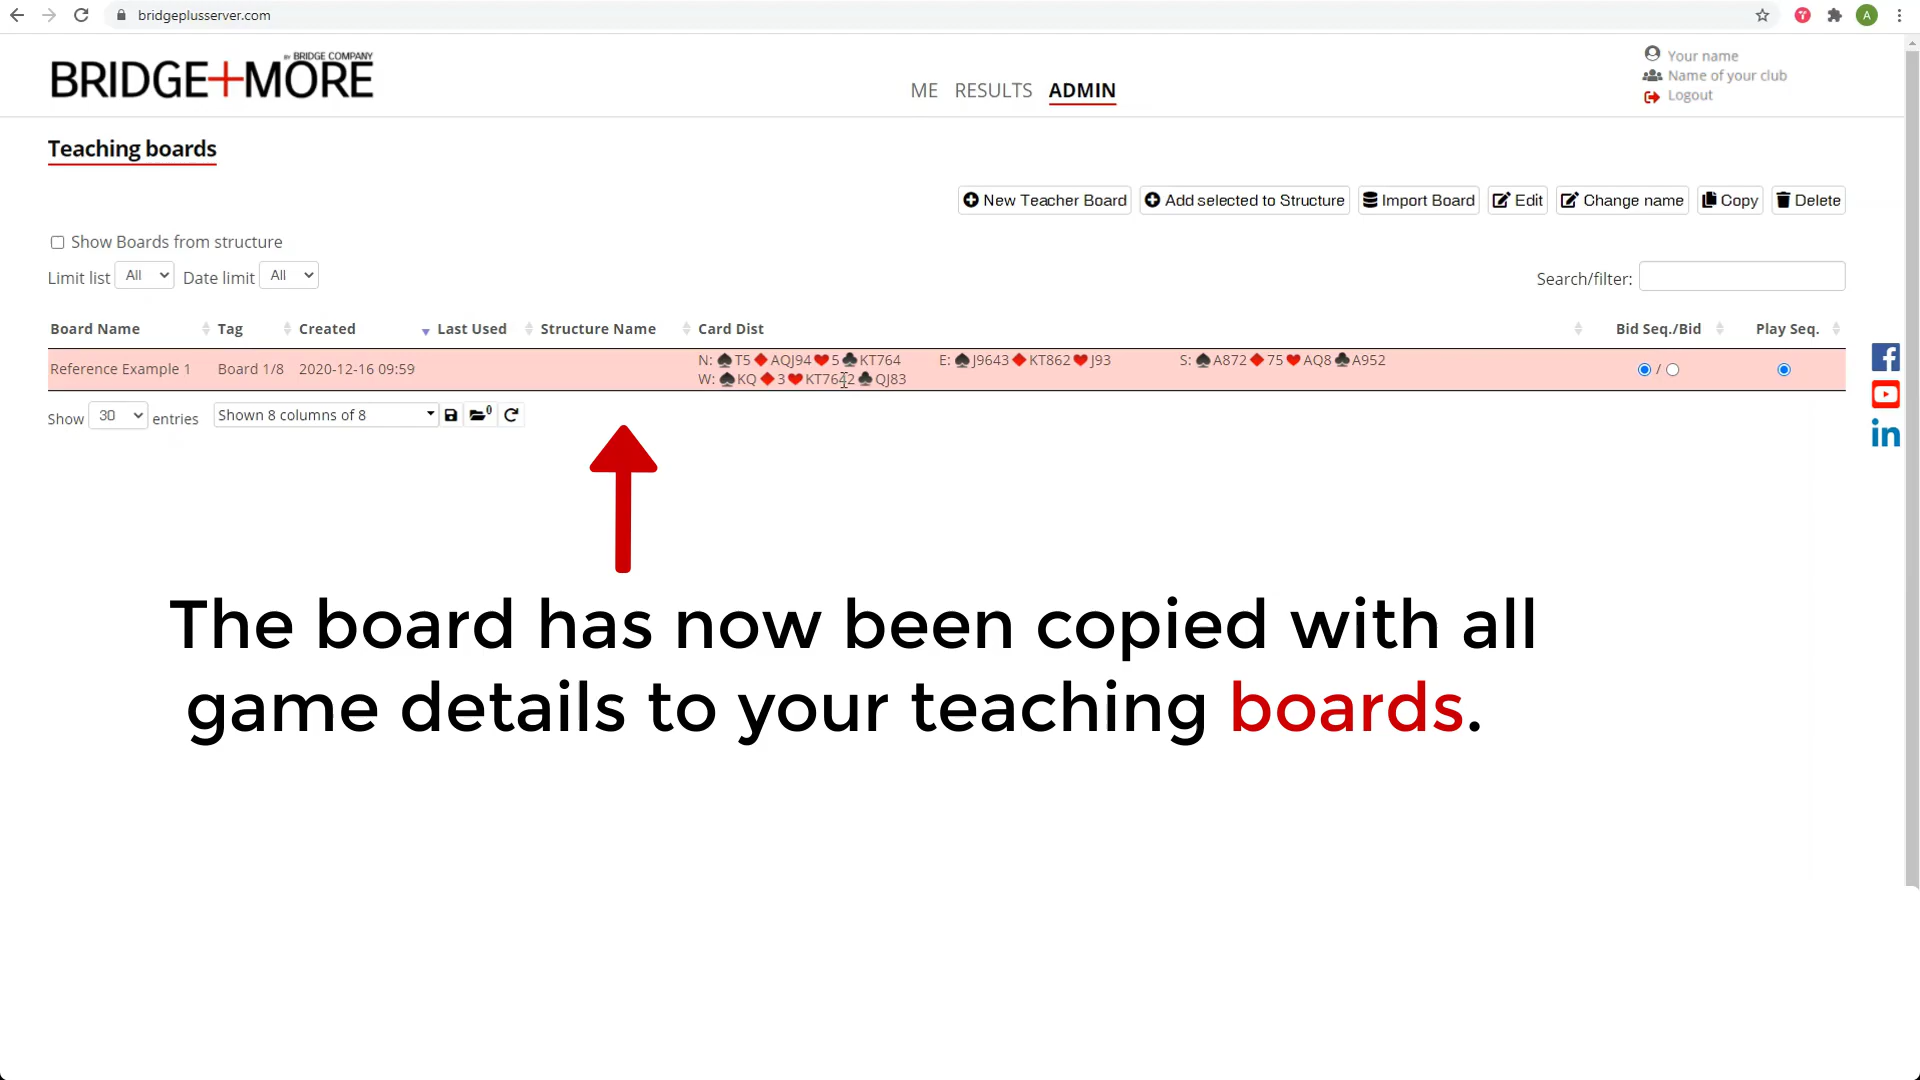 bridgeplusserver.com
A
BY BRIDGE COMPANY
BRIDGE+MORE
ME RESULTS ADMIN
Your name
Name of your club
Logout
Teaching boards
New Teacher Board Add selected to Structure Import Board Edit Change name Copy Delete
Show Boards from structure
Limit list All Date limit All Search/filter:
Board Name Tag Created Last Used Structure Name Card Dist Bid Seq./Bid Play Seq.
Reference Example 1 Board 1/8 2020-12-16 09:59 N: ♠T5♦AQJ94♥5♣KT764 E: ♠J9643♦KT862♥J93 S: ♠A872♦75♥AQ8♣A952 /
W: ♠KQ♦3♥KT7642♣QJ83
Show 30 entries Shown 8 columns of 8 0
The board has now been copied with all
game details to your teaching boards.